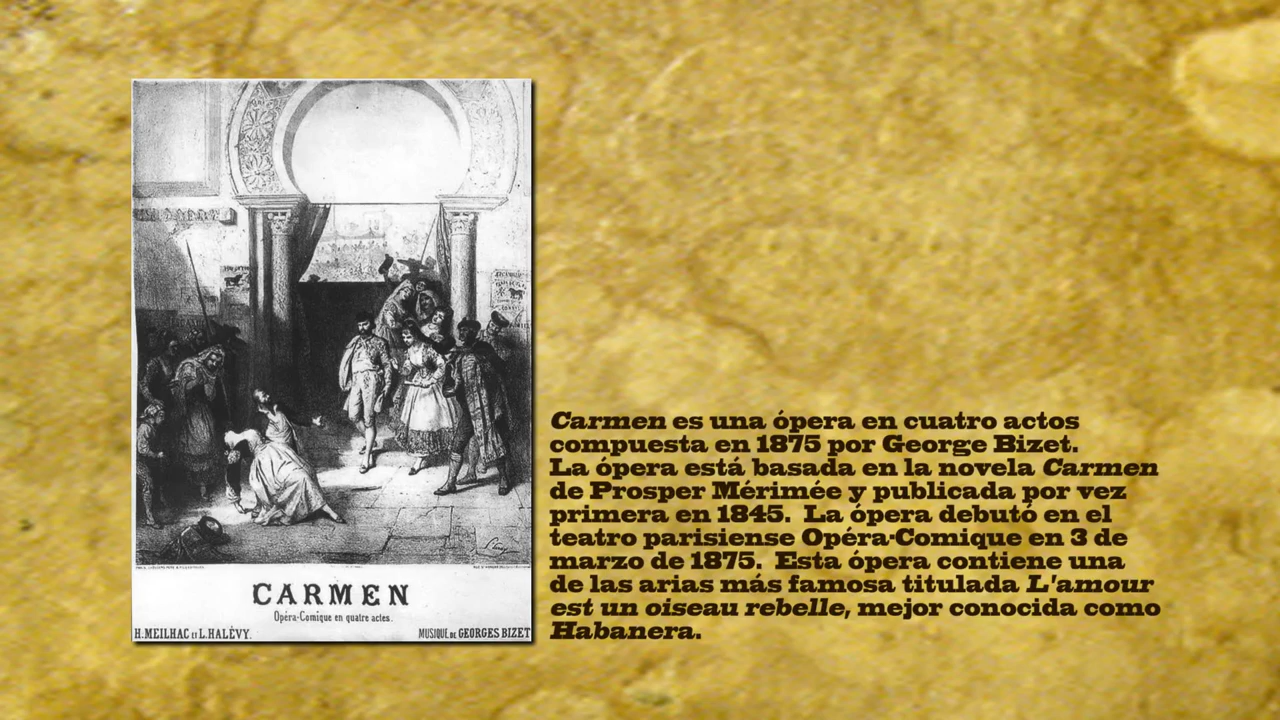 CARMEN
Opéra-Comique en quatre actes.
H. MEILHAC ET L. HALÉVY.
MUSIQUE DE GEORGES BIZET
Carmen es una ópera en cuatro actos
compuesta en 1875 por George Bizet.
La ópera está basada en la novela Carmen
de Prosper Mérimée y publicada por vez
primera en 1845. La ópera debutó en el
teatro parisiense Opéra-Comique en 3 de
marzo de 1875. Esta ópera contiene una
de las arias más famosa titulada L'amour
est un oiseau rebelle, mejor conocida como
Habanera.